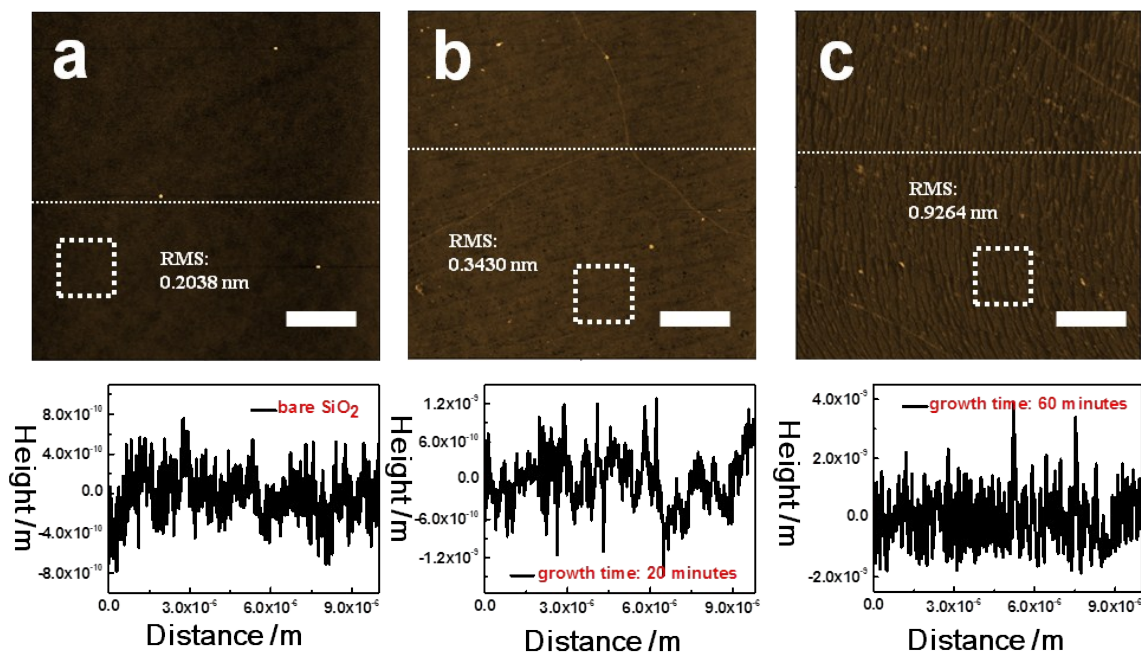 a
b
c
RMS:
0.2038 nm
RMS:
0.3430 nm
RMS:
0.9264 nm
Height /m
8.0x10⁻¹⁰
4.0x10⁻¹⁰
0.0
-4.0x10⁻¹⁰
-8.0x10⁻¹⁰
bare SiO₂
0.0
3.0x10⁻⁶
6.0x10⁻⁶
9.0x10⁻⁶
Distance /m
Height /m
1.2x10⁻⁹
6.0x10⁻¹⁰
0.0
-6.0x10⁻¹⁰
-1.2x10⁻⁹
growth time: 20 minutes
0.0
3.0x10⁻⁶
6.0x10⁻⁶
9.0x10⁻⁶
Distance /m
Height /m
4.0x10⁻⁹
2.0x10⁻⁹
0.0
-2.0x10⁻⁹
growth time: 60 minutes
0.0
3.0x10⁻⁶
6.0x10⁻⁶
9.0x10⁻⁶
Distance /m